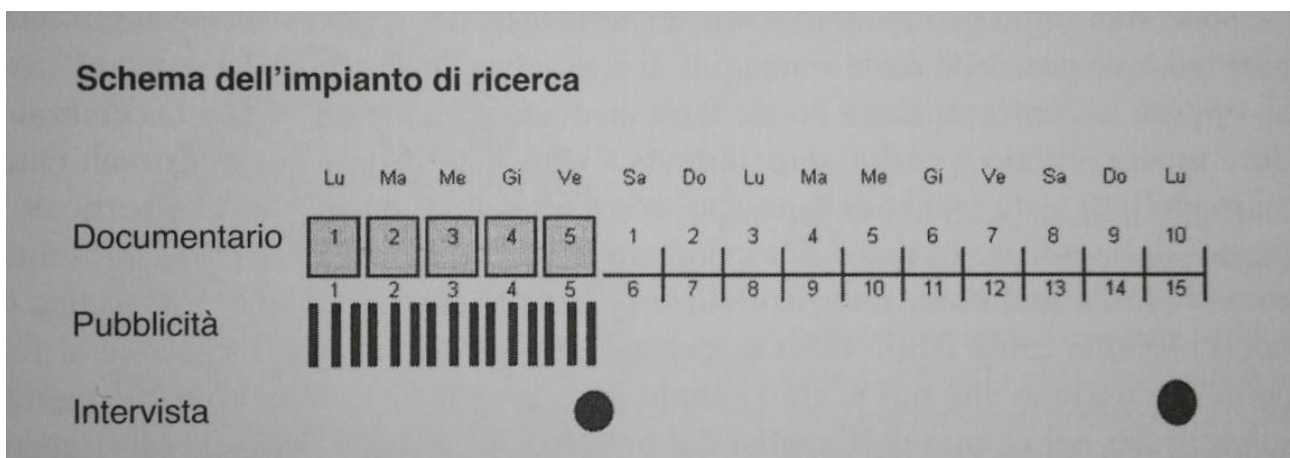 Schema dell'impianto di ricerca
Lu Ma Me Gi Ve Sa Do Lu Ma Me Gi Ve Sa Do Lu
Documentario 1 2 3 4 5 1 2 3 4 5 6 7 8 9 10
1 2 3 4 5 6 7 8 9 10 11 12 13 14 15
Pubblicità
Intervista